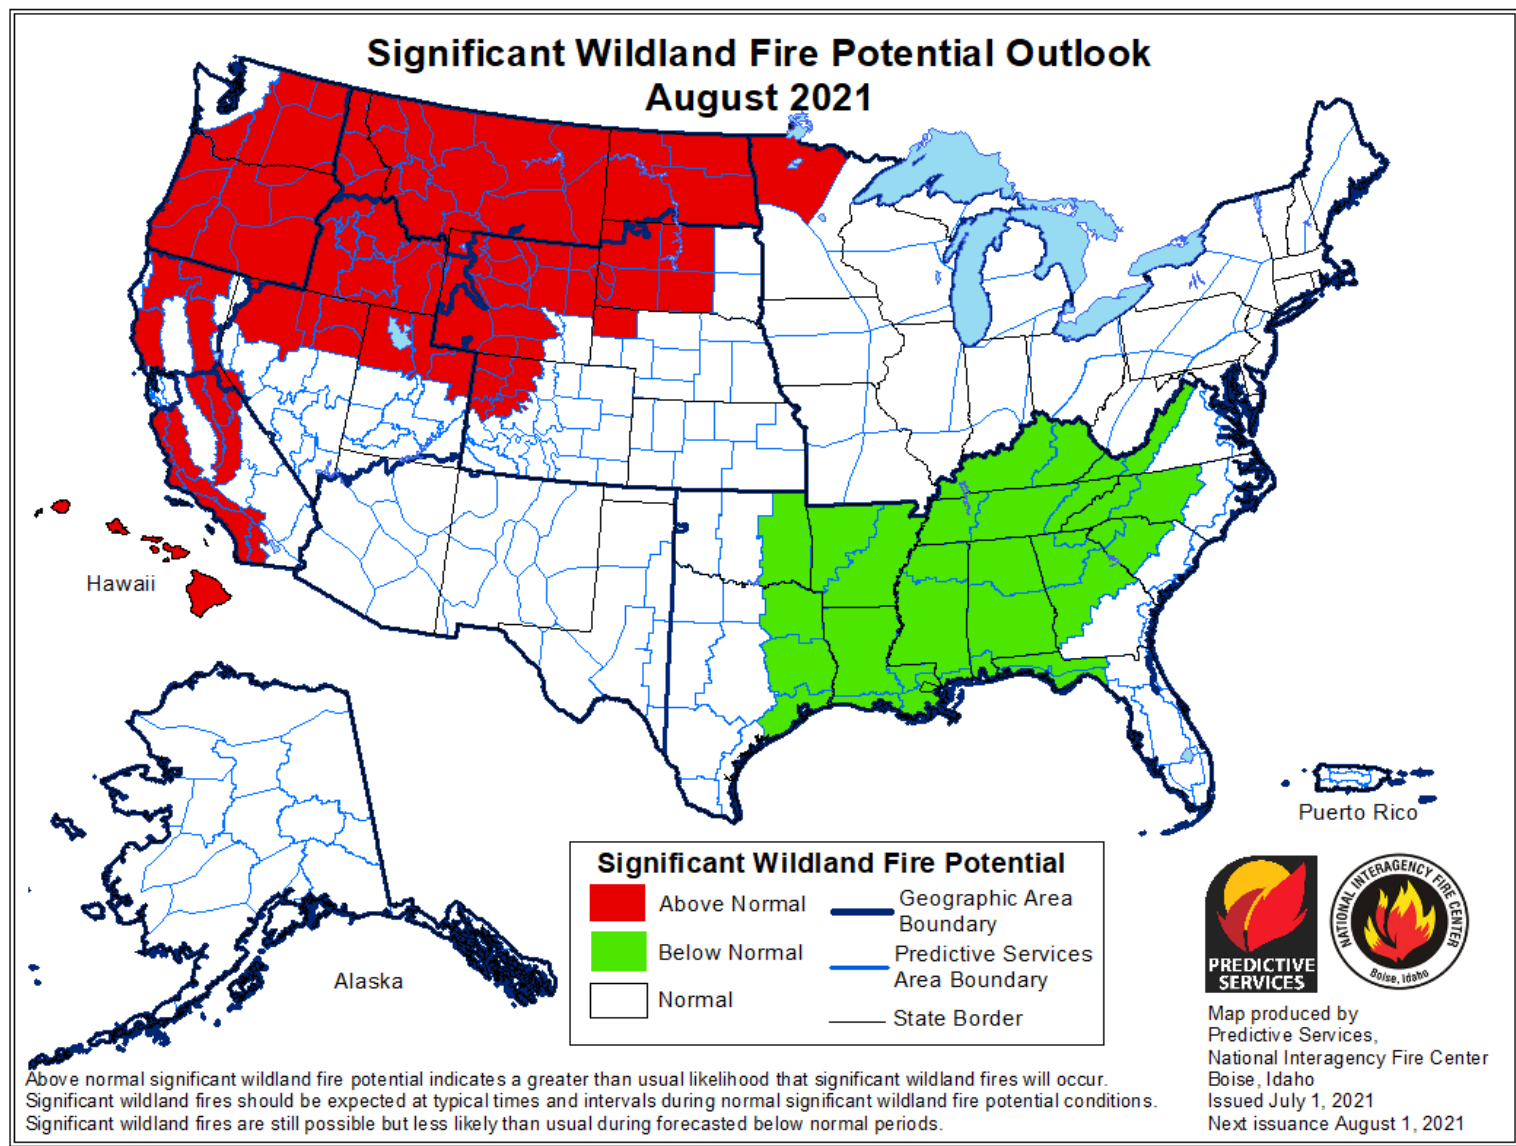 Significant Wildland Fire Potential Outlook
August 2021
Hawaii
Alaska
Puerto Rico
Significant Wildland Fire Potential
Above Normal
Below Normal
Normal
Geographic Area
Boundary
Predictive Services
Area Boundary
State Border
PREDICTIVE
SERVICES
NATIONAL INTERAGENCY FIRE CENTER
Boise, Idaho
Map produced by
Predictive Services,
National Interagency Fire Center
Boise, Idaho
Issued July 1, 2021
Next issuance August 1, 2021
Above normal significant wildland fire potential indicates a greater than usual likelihood that significant wildland fires will occur.
Significant wildland fires should be expected at typical times and intervals during normal significant wildland fire potential conditions.
Significant wildland fires are still possible but less likely than usual during forecasted below normal periods.